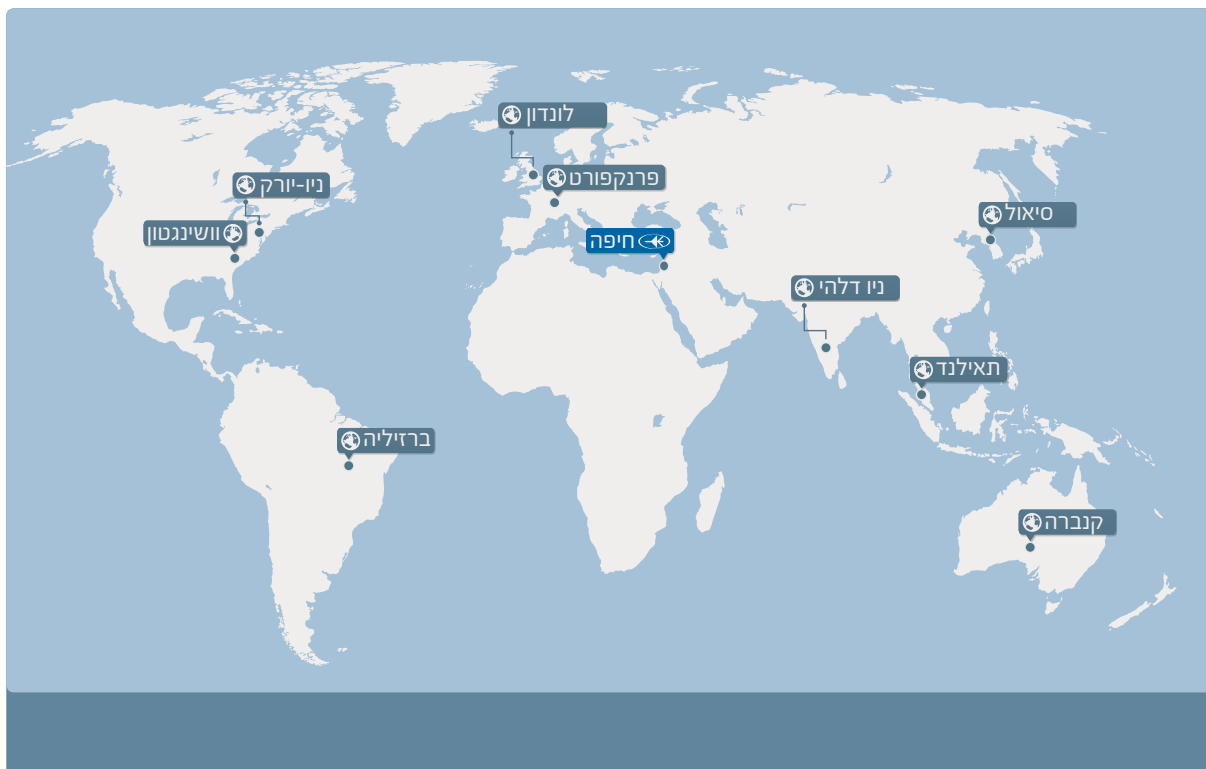 לונדון
פרנקפורט
ניו-יורק
וושינגטון
סיאול
חיפה
ניו דלהי
תאילנד
ברזיליה
קנברה